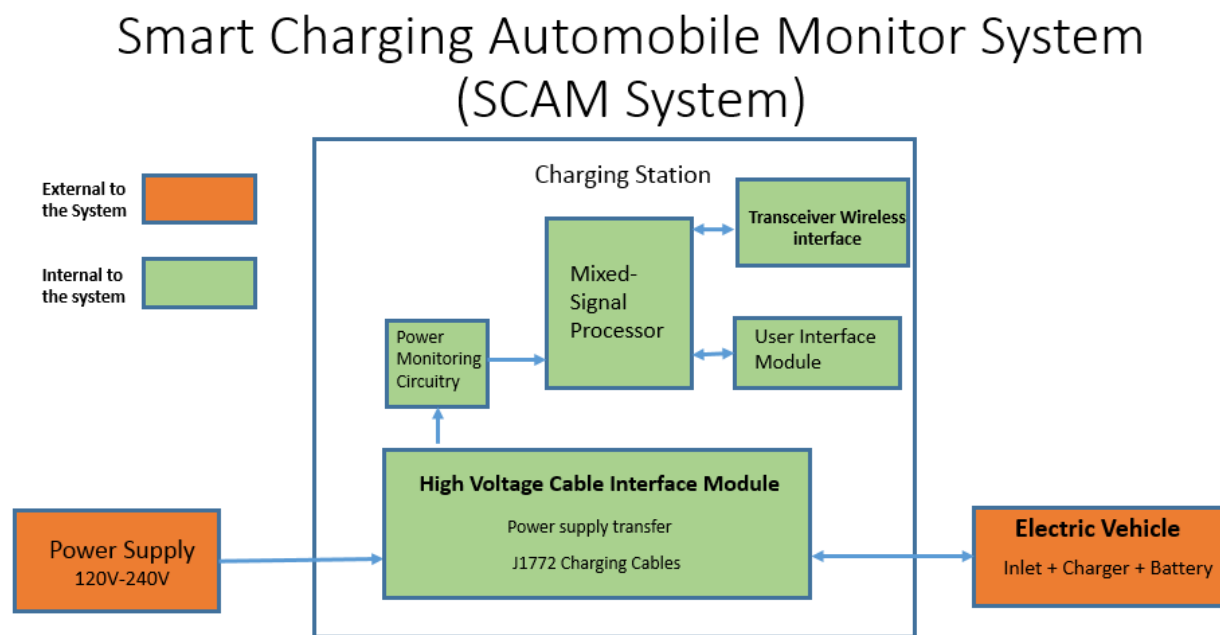 Smart Charging Automobile Monitor System
(SCAM System)
External to
the System
Internal to
the system
Charging Station
Transceiver Wireless
interface
Mixed-
Signal
Processor
User Interface
Module
Power
Monitoring
Circuitry
High Voltage Cable Interface Module
Power supply transfer
J1772 Charging Cables
Power Supply
120V-240V
Electric Vehicle
Inlet + Charger + Battery